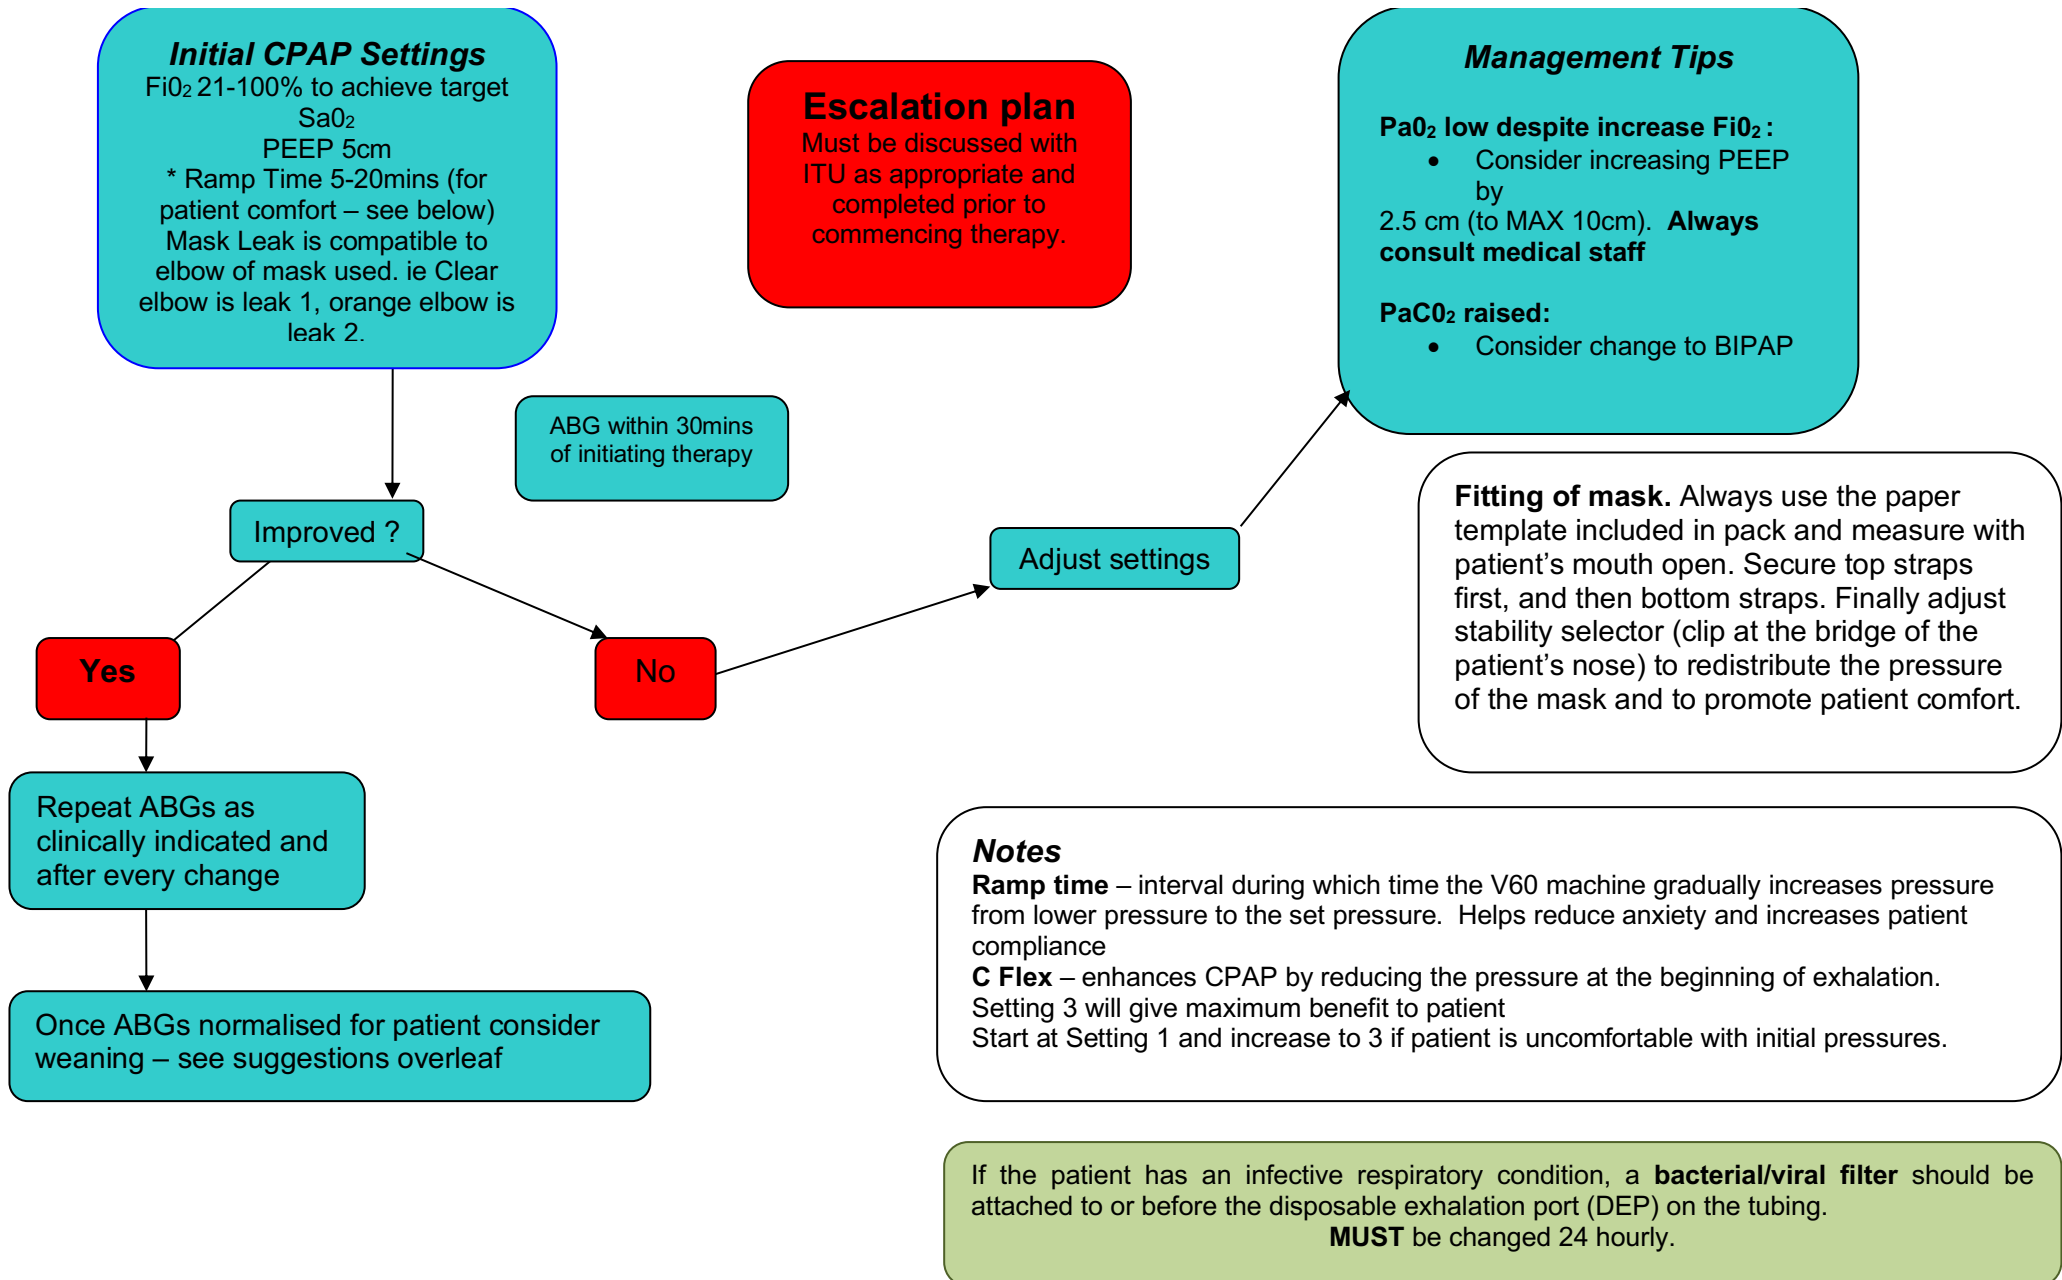 Initial CPAP Settings
Fi0₂ 21-100% to achieve target
Sa0₂
PEEP 5cm
* Ramp Time 5-20mins (for
patient comfort – see below)
Mask Leak is compatible to
elbow of mask used. ie Clear
elbow is leak 1, orange elbow is
leak 2.
Escalation plan
Must be discussed with
ITU as appropriate and
completed prior to
commencing therapy.
Management Tips
Pa0₂ low despite increase Fi0₂ :
• Consider increasing PEEP
by
2.5 cm (to MAX 10cm). Always
consult medical staff
PaC0₂ raised:
• Consider change to BIPAP
ABG within 30mins
of initiating therapy
Improved ?
Adjust settings
Fitting of mask. Always use the paper
template included in pack and measure with
patient’s mouth open. Secure top straps
first, and then bottom straps. Finally adjust
stability selector (clip at the bridge of the
patient’s nose) to redistribute the pressure
of the mask and to promote patient comfort.
Yes
No
Repeat ABGs as
clinically indicated and
after every change
Once ABGs normalised for patient consider
weaning – see suggestions overleaf
Notes
Ramp time – interval during which time the V60 machine gradually increases pressure
from lower pressure to the set pressure. Helps reduce anxiety and increases patient
compliance
C Flex – enhances CPAP by reducing the pressure at the beginning of exhalation.
Setting 3 will give maximum benefit to patient
Start at Setting 1 and increase to 3 if patient is uncomfortable with initial pressures.
If the patient has an infective respiratory condition, a bacterial/viral filter should be
attached to or before the disposable exhalation port (DEP) on the tubing.
MUST be changed 24 hourly.